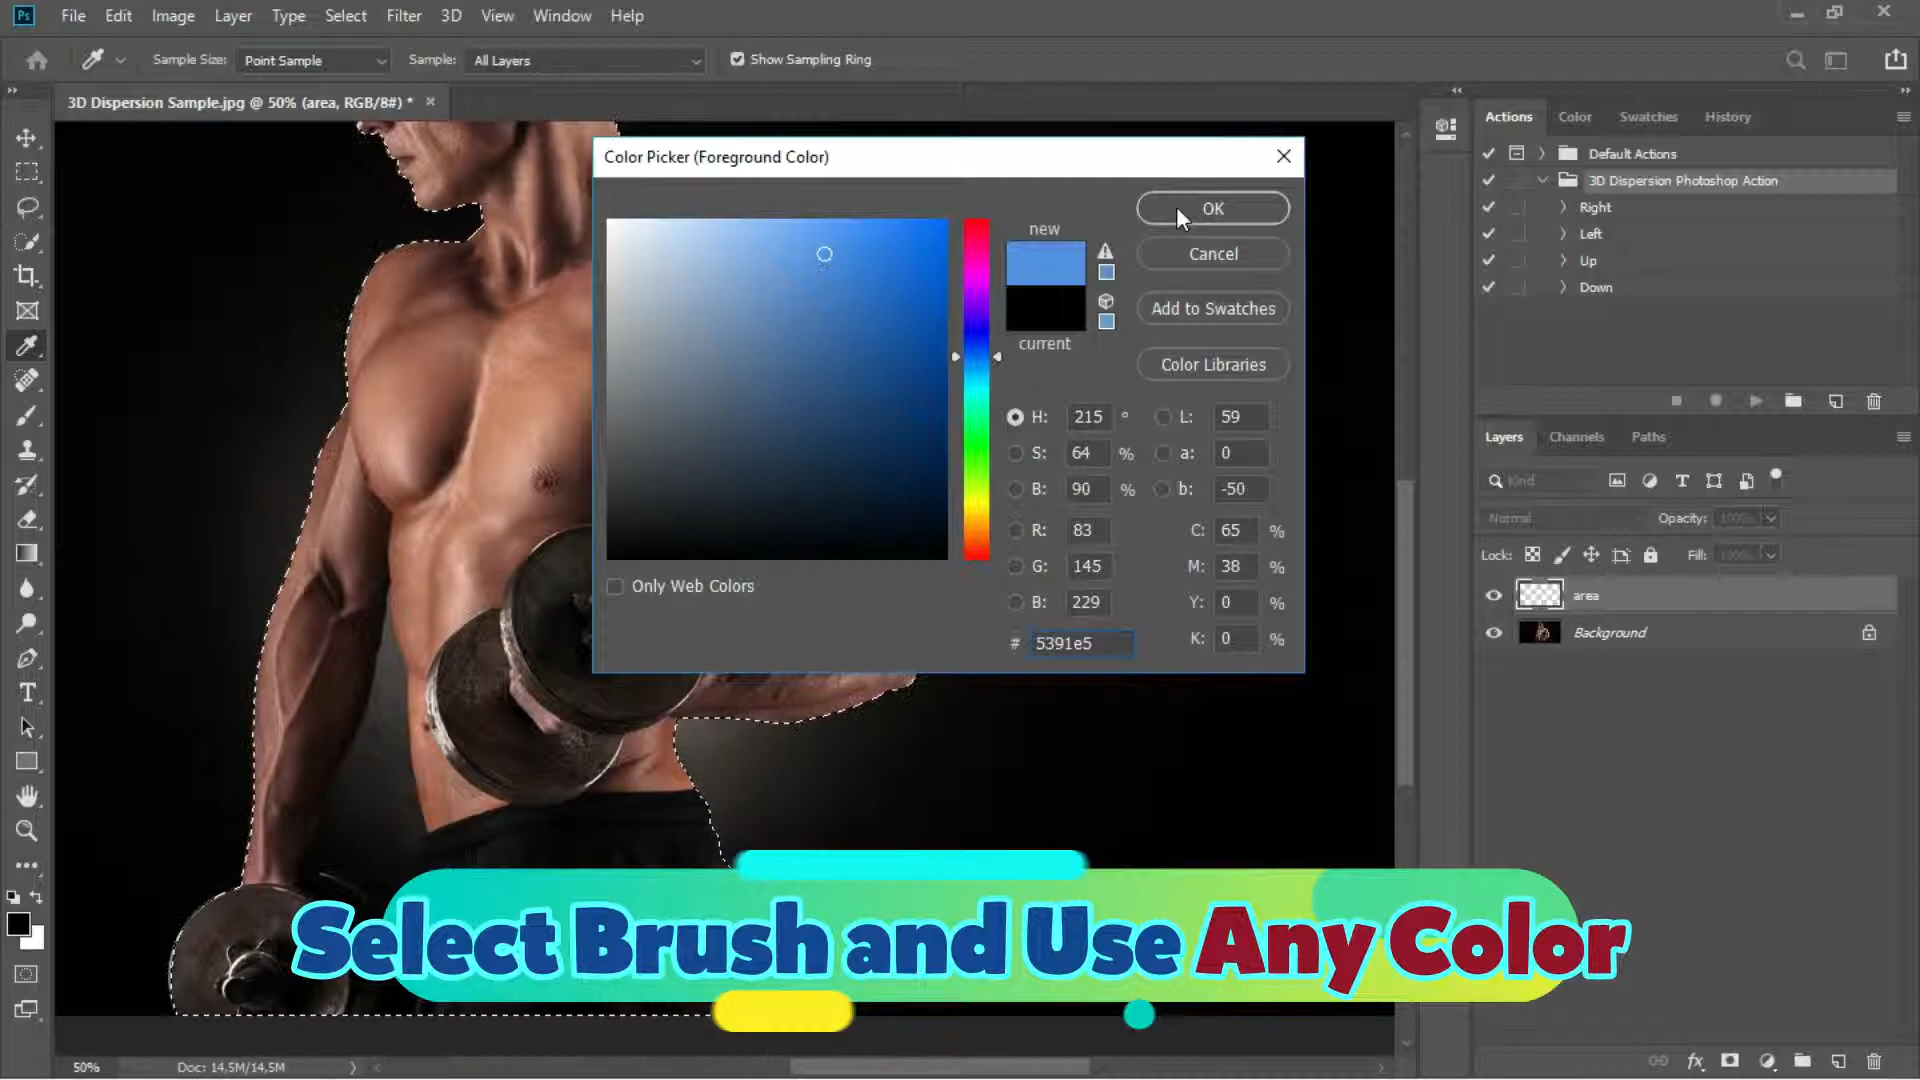 Ps File Edit Image Layer Type Select Filter 3D View Window Help
Sample Size: Point Sample Sample: All Layers Show Sampling Ring
3D Dispersion Sample.jpg @ 50% (area, RGB/8#) *
Color Picker (Foreground Color)
OK
new
Cancel
Add to Swatches
current
Color Libraries
H: 215 ° L: 59
S: 64 % a: 0
B: 90 % b: -50
R: 83 C: 65 %
G: 145 M: 38 %
Only Web Colors
B: 229 Y: 0 %
# 5391e5 K: 0 %
Actions Color Swatches History
Default Actions
3D Dispersion Photoshop Action
Right
Left
Up
Down
Layers Channels Paths
Kind
Normal Opacity: 100%
Lock: Fill: 100%
area
Background
fx
Select Brush and Use Any Color
50% Doc: 14,5M/14,5M